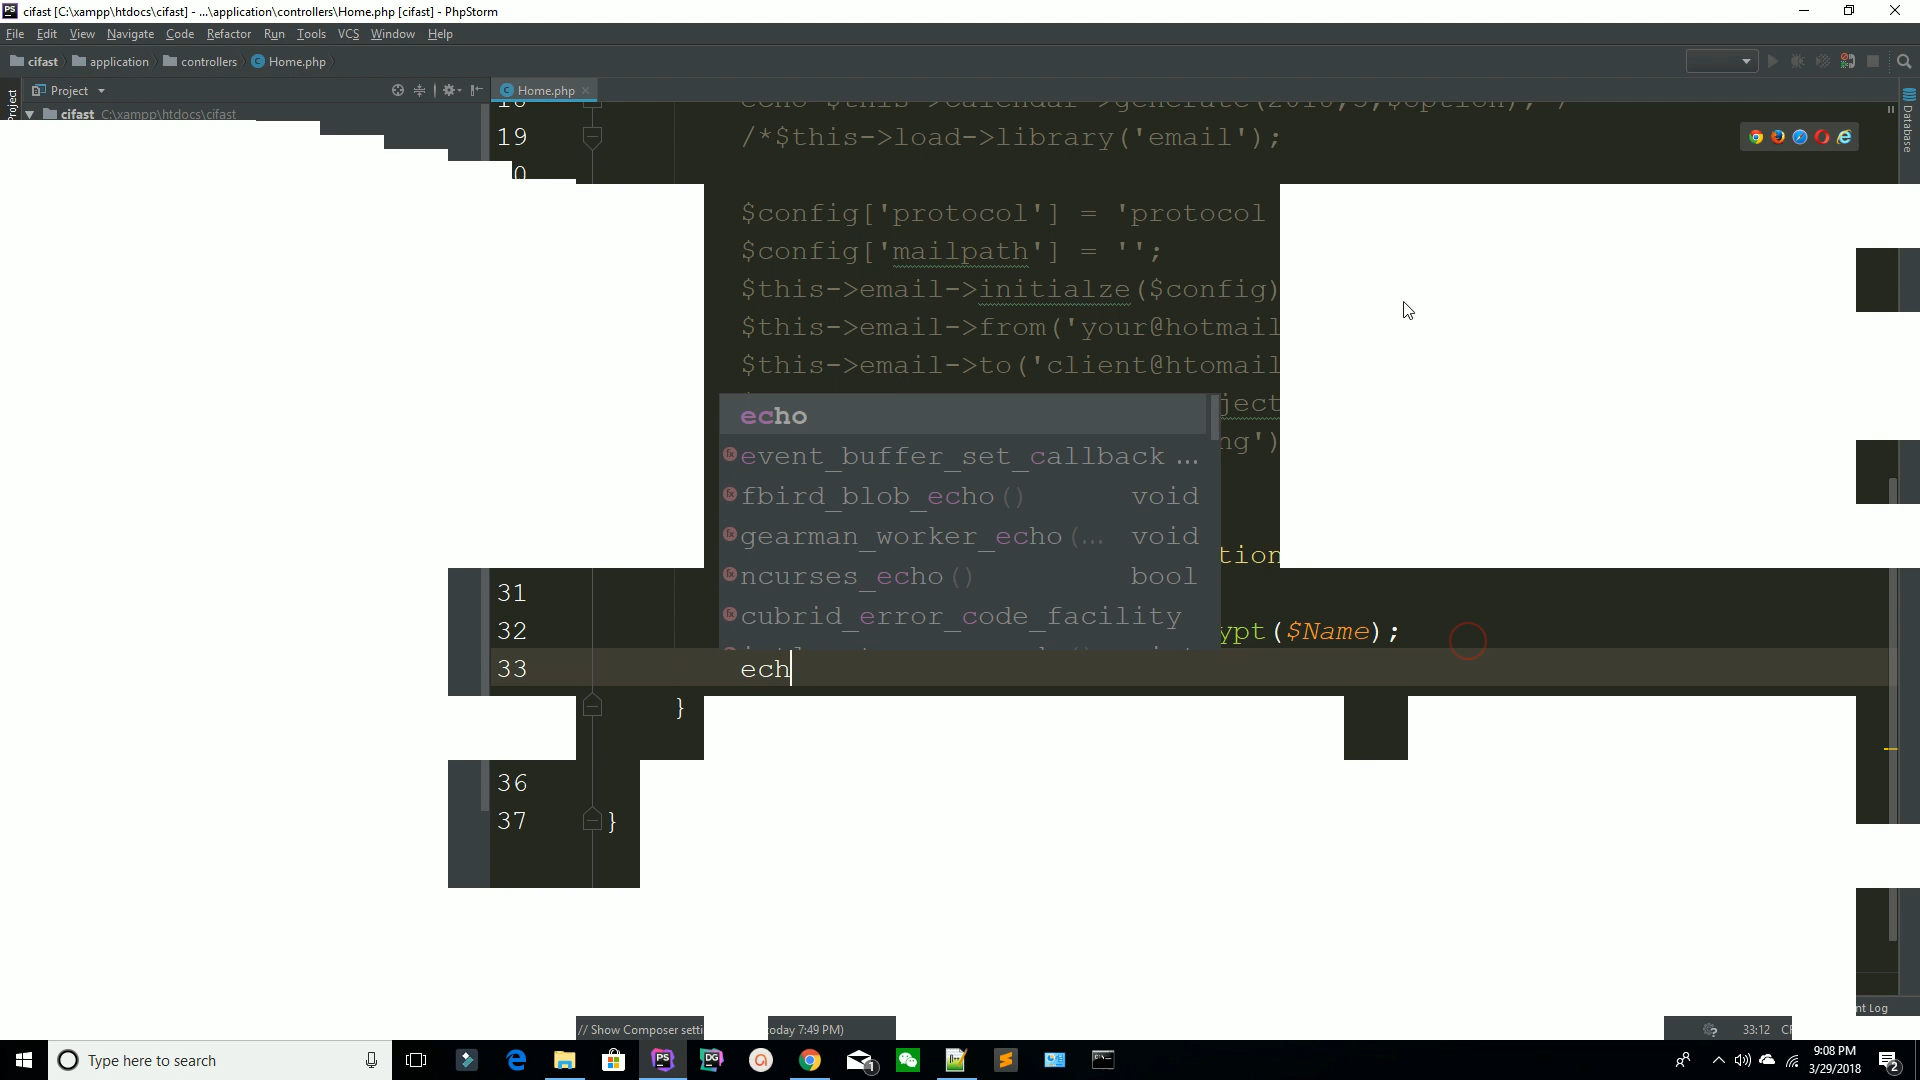 cifast [C:\xampp\htdocs\cifast] - ...\application\controllers\Home.php [cifast] - PhpStorm
File Edit View Navigate Code Refactor Run Tools VCS Window Help
cifast application controllers Home.php
Project Home.php
cifast C:\xampp\htdocs\cifast
Project
Database
19 /*$this->load->library('email');
$config['protocol'] = 'protocol
$config['mailpath'] = '';
$this->email->initialze($config)
$this->email->from('your@hotmail
$this->email->to('client@htomail
echo
event_buffer_set_callback ...
fbird_blob_echo() void
gearman_worker_echo(... void
ncurses_echo() bool
cubrid_error_code_facility
31
32 ypt($Name);
33 ech
}
36
37 }
nt Log
// Show Composer setti oday 7:49 PM) 33:12
Type here to search
9:08 PM
3/29/2018